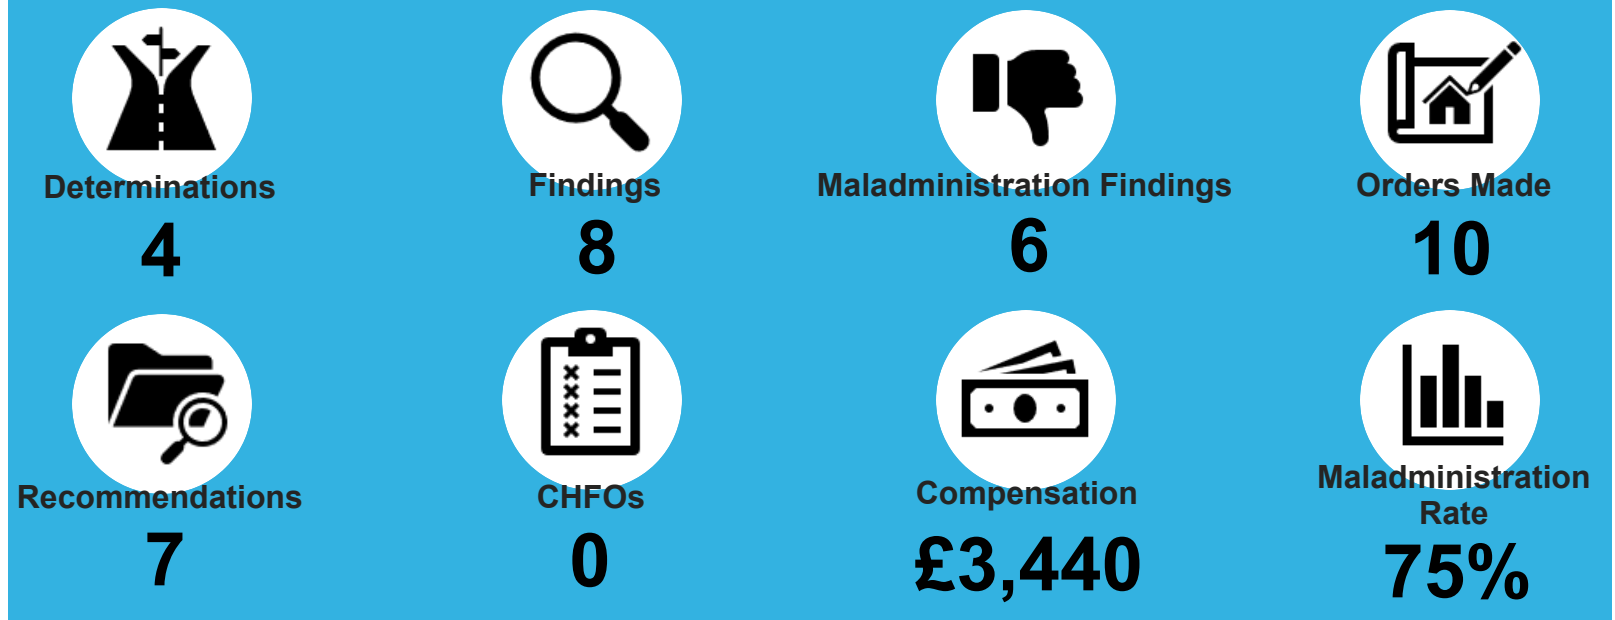 Determinations
4
Findings
8
Maladministration Findings
6
Orders Made
10
Recommendations
7
CHFOs
0
Compensation
£3,440
Maladministration
Rate
75%